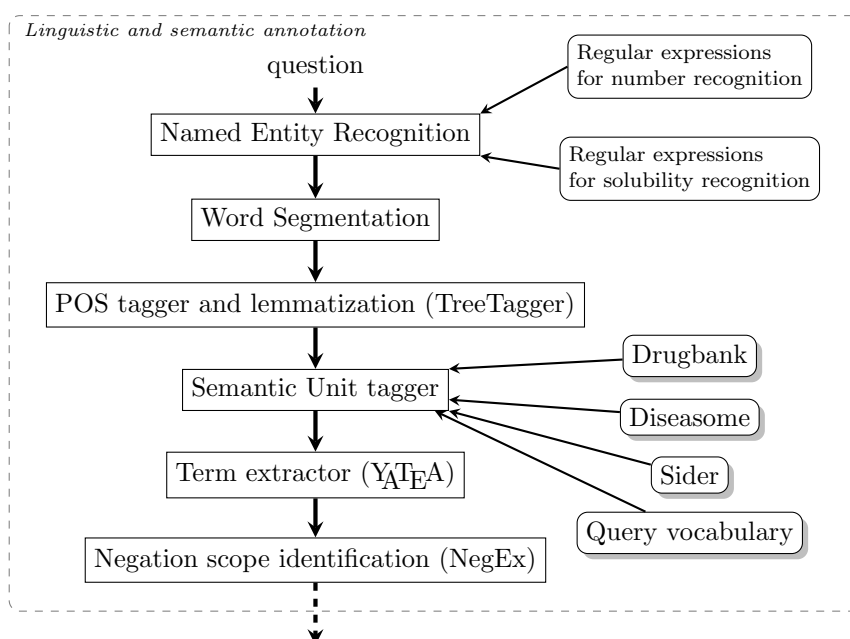 Linguistic and semantic annotation
question
Regular expressions
for number recognition
Named Entity Recognition
Regular expressions
for solubility recognition
Word Segmentation
POS tagger and lemmatization (TreeTagger)
Semantic Unit tagger
Drugbank
Diseasome
Sider
Query vocabulary
Term extractor (YATEA)
Negation scope identification (NegEx)